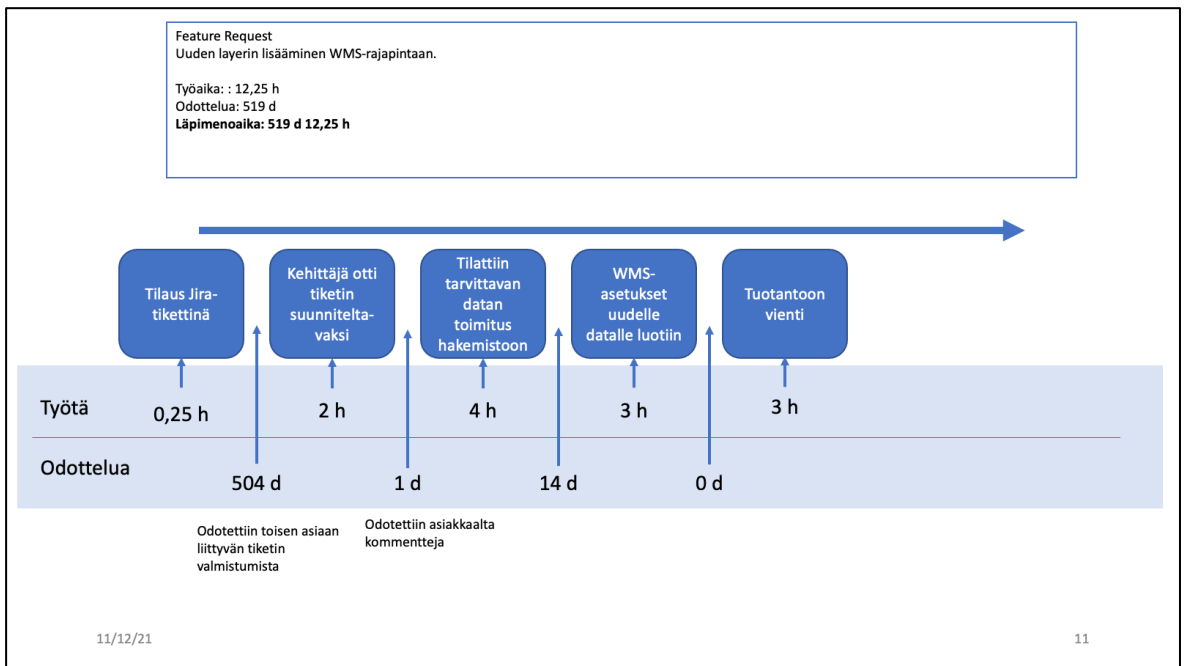 Feature Request
Uuden layerin lisääminen WMS-rajapintaan.
Työaika: : 12,25 h
Odottelua: 519 d
Läpimenoaika: 519 d 12,25 h
Tilaus Jira-
tikettinä
Kehittäjä otti
tiketin
suunnitelta-
vaksi
Tilattiin
tarvittavan
datan
toimitus
hakemistoon
WMS-
asetukset
uudelle
datalle luotiin
Tuotantoon
vienti
Työtä
0,25 h
2 h
4 h
3 h
3 h
Odottelua
504 d
1 d
14 d
0 d
Odotettiin toisen asiaan
liittyvän tiketin
valmistumista
Odotettiin asiakkaalta
kommentteja
11/12/21
11